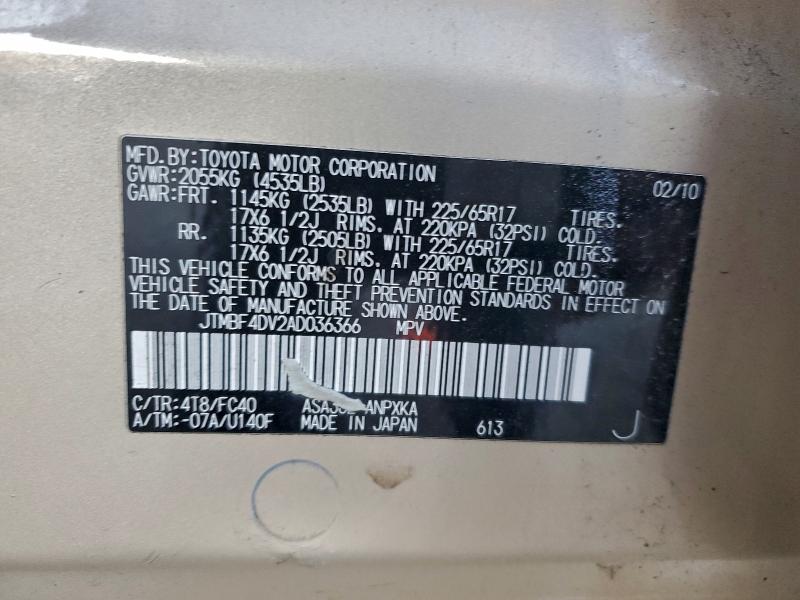 MFD. BY: TOYOTA MOTOR CORPORATION 02/10
GVWR: 2055KG (4535LB)
GAWR: FRT. 1145KG (2535LB) WITH 225/65R17 TIRES.
17X6 1/2J RIMS. AT 220KPA (32PSI) COLD.
RR. 1135KG (2505LB) WITH 225/65R17 TIRES.
17X6 1/2J RIMS. AT 220KPA (32PSI) COLD.
THIS VEHICLE CONFORMS TO ALL APPLICABLE FEDERAL MOTOR
VEHICLE SAFETY AND THEFT PREVENTION STANDARDS IN EFFECT ON
THE DATE OF MANUFACTURE SHOWN ABOVE.
JTMBF4DV2AD036366 MPV
C/TR: 4T8/FC40 ANPXKA
A/TM: -07A/U140F MADE IN JAPAN 613 J